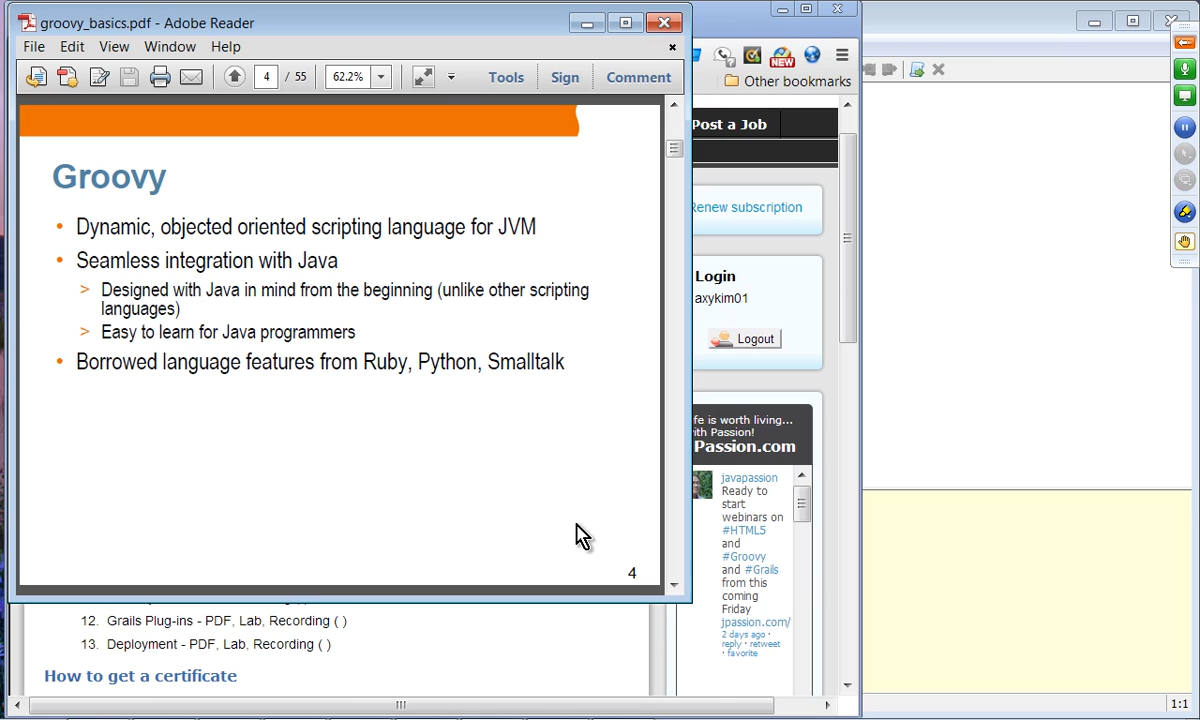 groovy_basics.pdf - Adobe Reader
File Edit View Window Help
4 / 55 62.2% Tools Sign Comment
Groovy
• Dynamic, objected oriented scripting language for JVM
• Seamless integration with Java
> Designed with Java in mind from the beginning (unlike other scripting
languages)
> Easy to learn for Java programmers
• Borrowed language features from Ruby, Python, Smalltalk
4
NEW
Other bookmarks
Post a Job
Renew subscription
Login
axykim01
Logout
fe is worth living...
ith Passion!
Passion.com
javapassion
Ready to
start
webinars on
#HTML5
and
#Groovy
and #Grails
from this
coming
Friday
jpassion.com/
2 days ago ·
reply · retweet
· favorite
12. Grails Plug-ins - PDF, Lab, Recording ( )
13. Deployment - PDF, Lab, Recording ( )
How to get a certificate
1:1